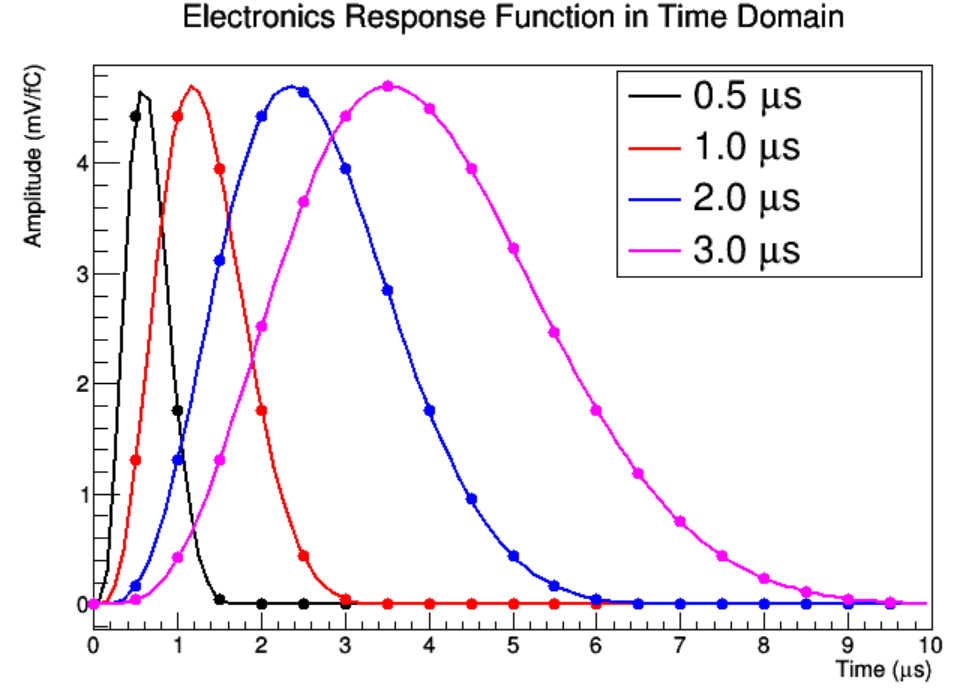 Electronics Response Function in Time Domain
Amplitude (mV/fC)
0.5 μs
1.0 μs
2.0 μs
3.0 μs
4
3
2
1
0
0 1 2 3 4 5 6 7 8 9 10
Time (μs)